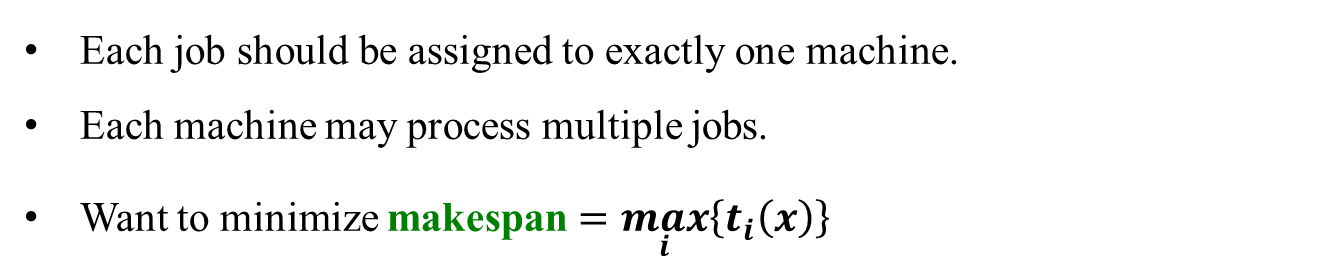 • Each job should be assigned to exactly one machine.
• Each machine may process multiple jobs.
• Want to minimize makespan = max{t_i(x)}
i